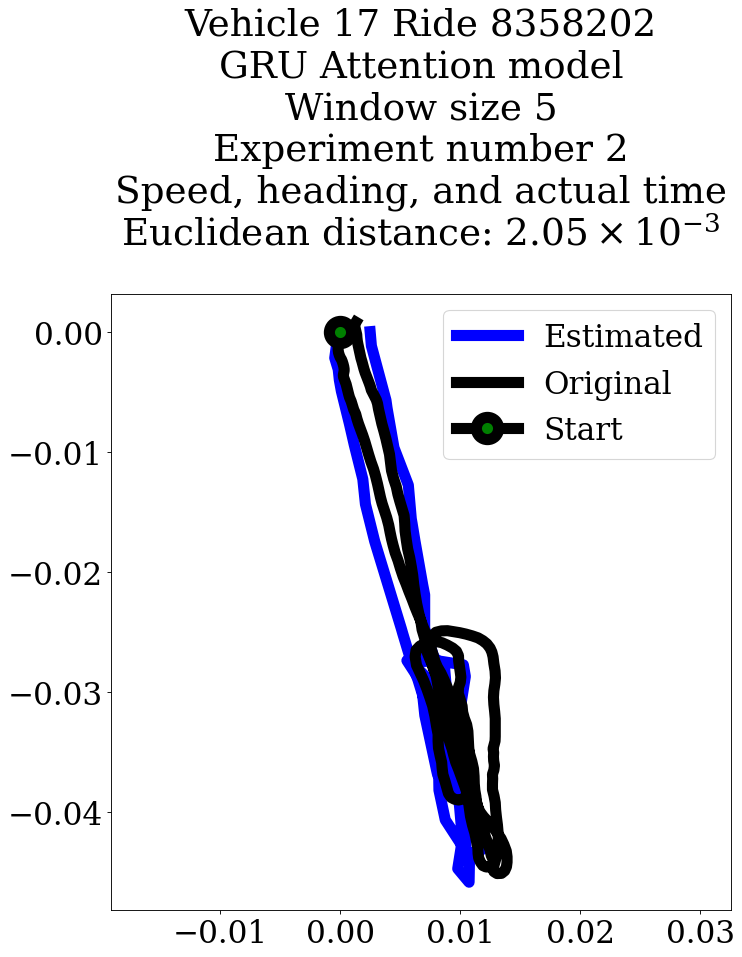 Vehicle 17 Ride 8358202
GRU Attention model
Window size 5
Experiment number 2
Speed, heading, and actual time
Euclidean distance: 2.05 × 10⁻³
Estimated
Original
Start
0.00
−0.01
−0.02
−0.03
−0.04
−0.01 0.00 0.01 0.02 0.03